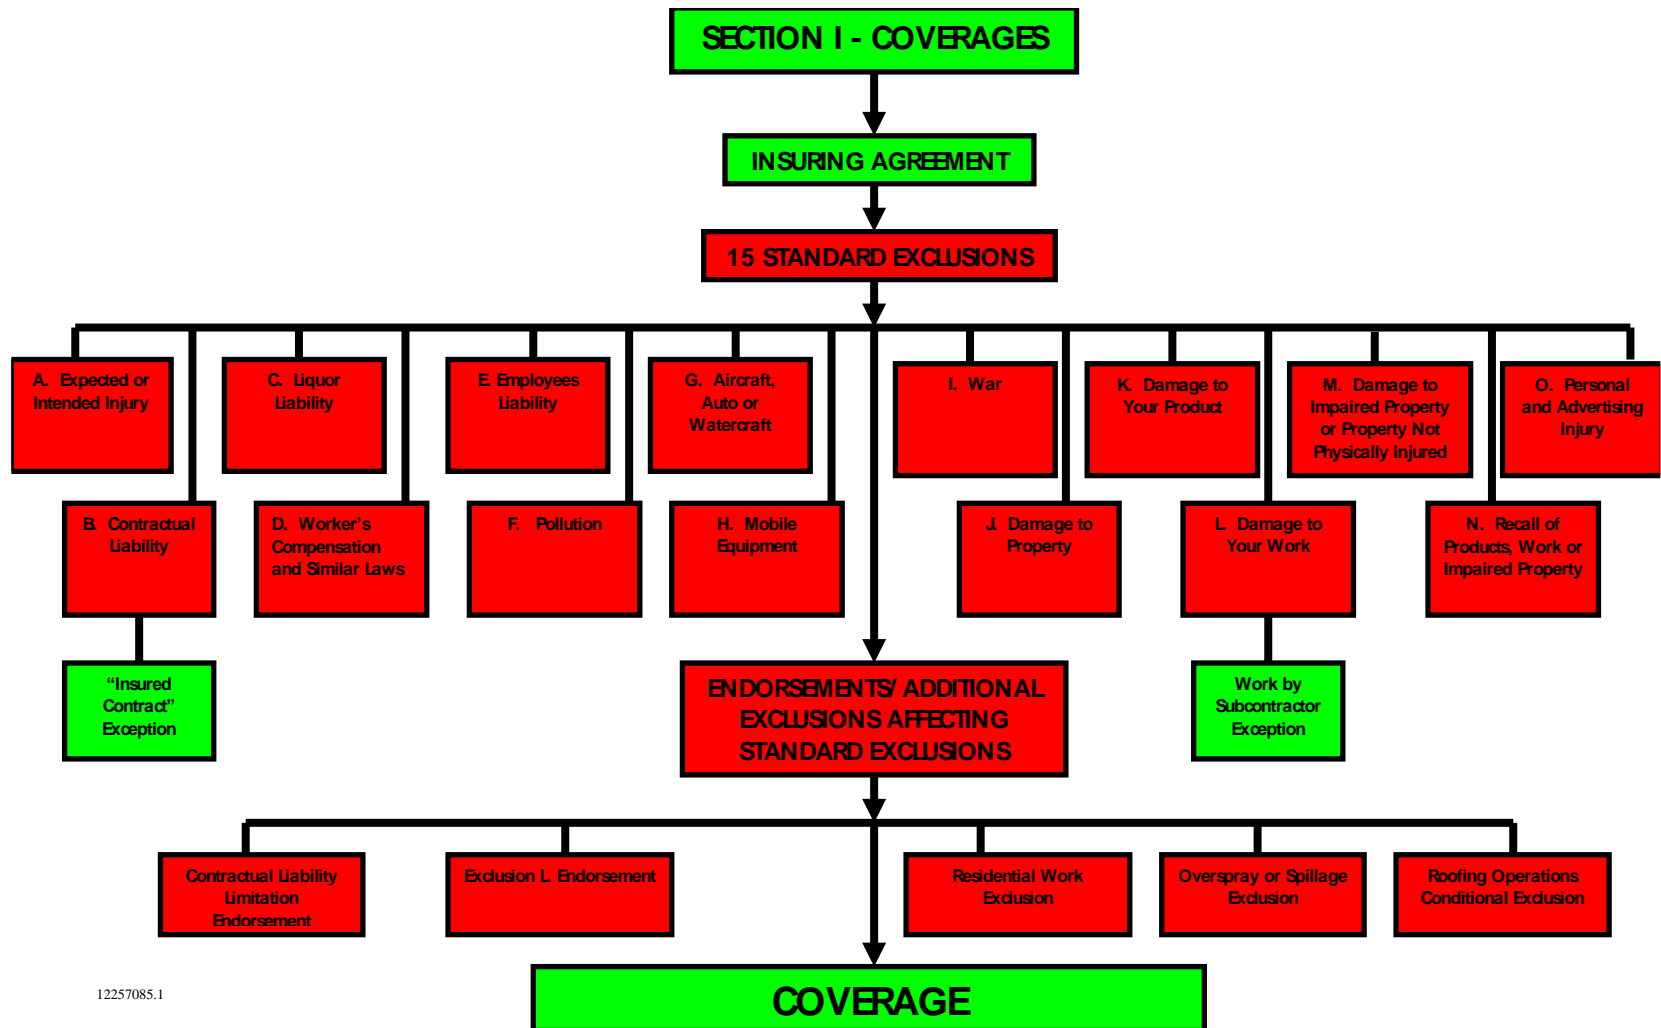 SECTION I - COVERAGES
INSURING AGREEMENT
15 STANDARD EXCLUSIONS
A. Expected or
Intended Injury
C. Liquor
Liability
E. Employees
Liability
G. Aircraft,
Auto or
Watercraft
I. War
K. Damage to
Your Product
M. Damage to
Impaired Property
or Property Not
Physically Injured
O. Personal
and Advertising
Injury
B. Contractual
Liability
D. Worker's
Compensation
and Similar Laws
F. Pollution
H. Mobile
Equipment
J. Damage to
Property
L. Damage to
Your Work
N. Recall of
Products, Work or
Impaired Property
“Insured
Contract”
Exception
ENDORSEMENTS/ ADDITIONAL
EXCLUSIONS AFFECTING
STANDARD EXCLUSIONS
Work by
Subcontractor
Exception
Contractual Liability
Limitation
Endorsement
Exclusion L Endorsement
Residential Work
Exclusion
Overspray or Spillage
Exclusion
Roofing Operations
Conditional Exclusion
12257085.1
COVERAGE